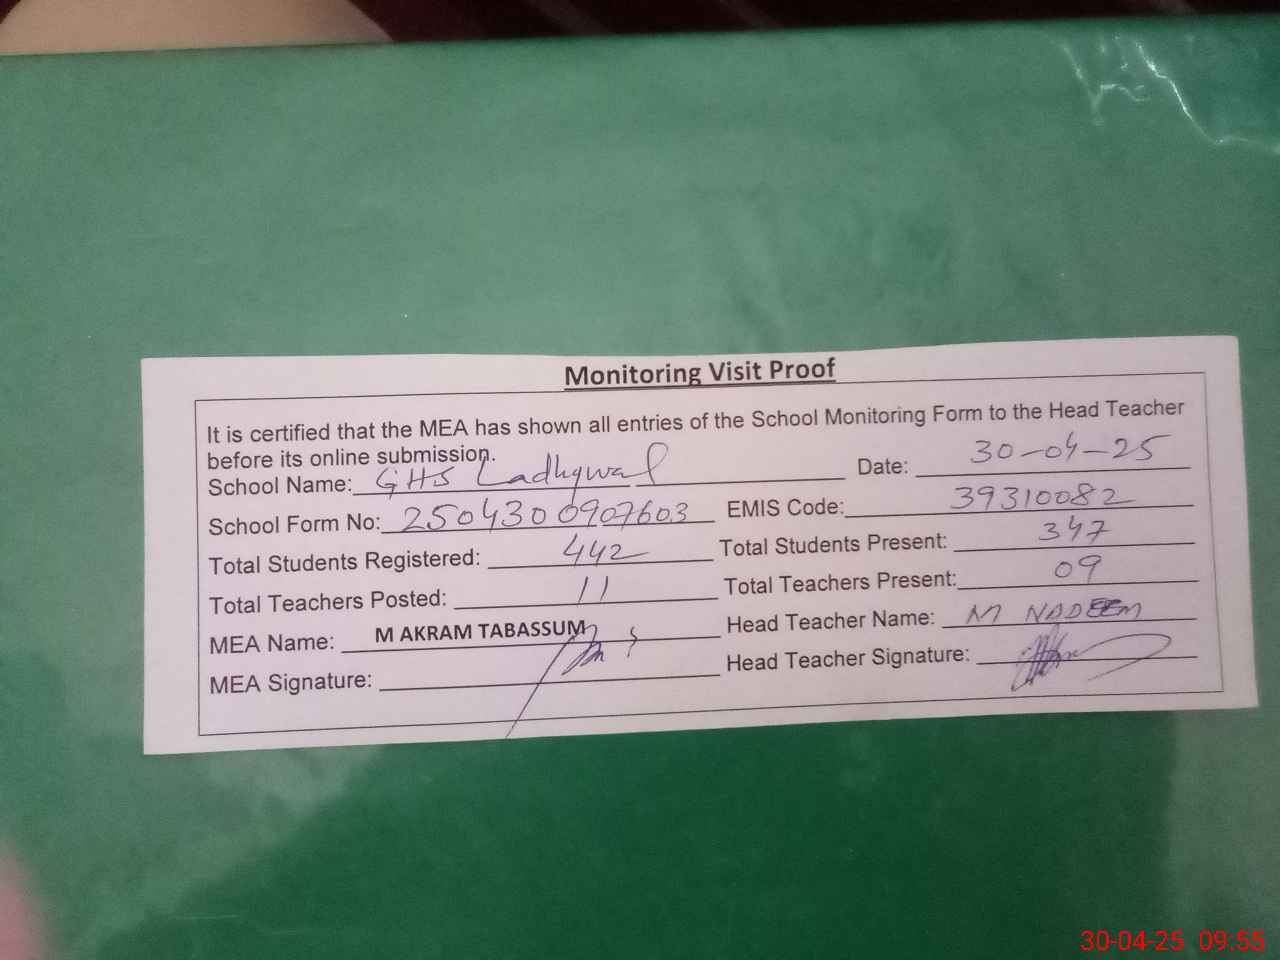 Monitoring Visit Proof
It is certified that the MEA has shown all entries of the School Monitoring Form to the Head Teacher
before its online submission.
School Name: GHS Ladhywal Date: 30-04-25
School Form No: 2504300907603 EMIS Code: 39310082
Total Students Registered: 442 Total Students Present: 347
Total Teachers Posted: 11 Total Teachers Present: 09
MEA Name: M AKRAM TABASSUM Head Teacher Name: M NADEEM
MEA Signature: Head Teacher Signature:
30-04-25 09:55